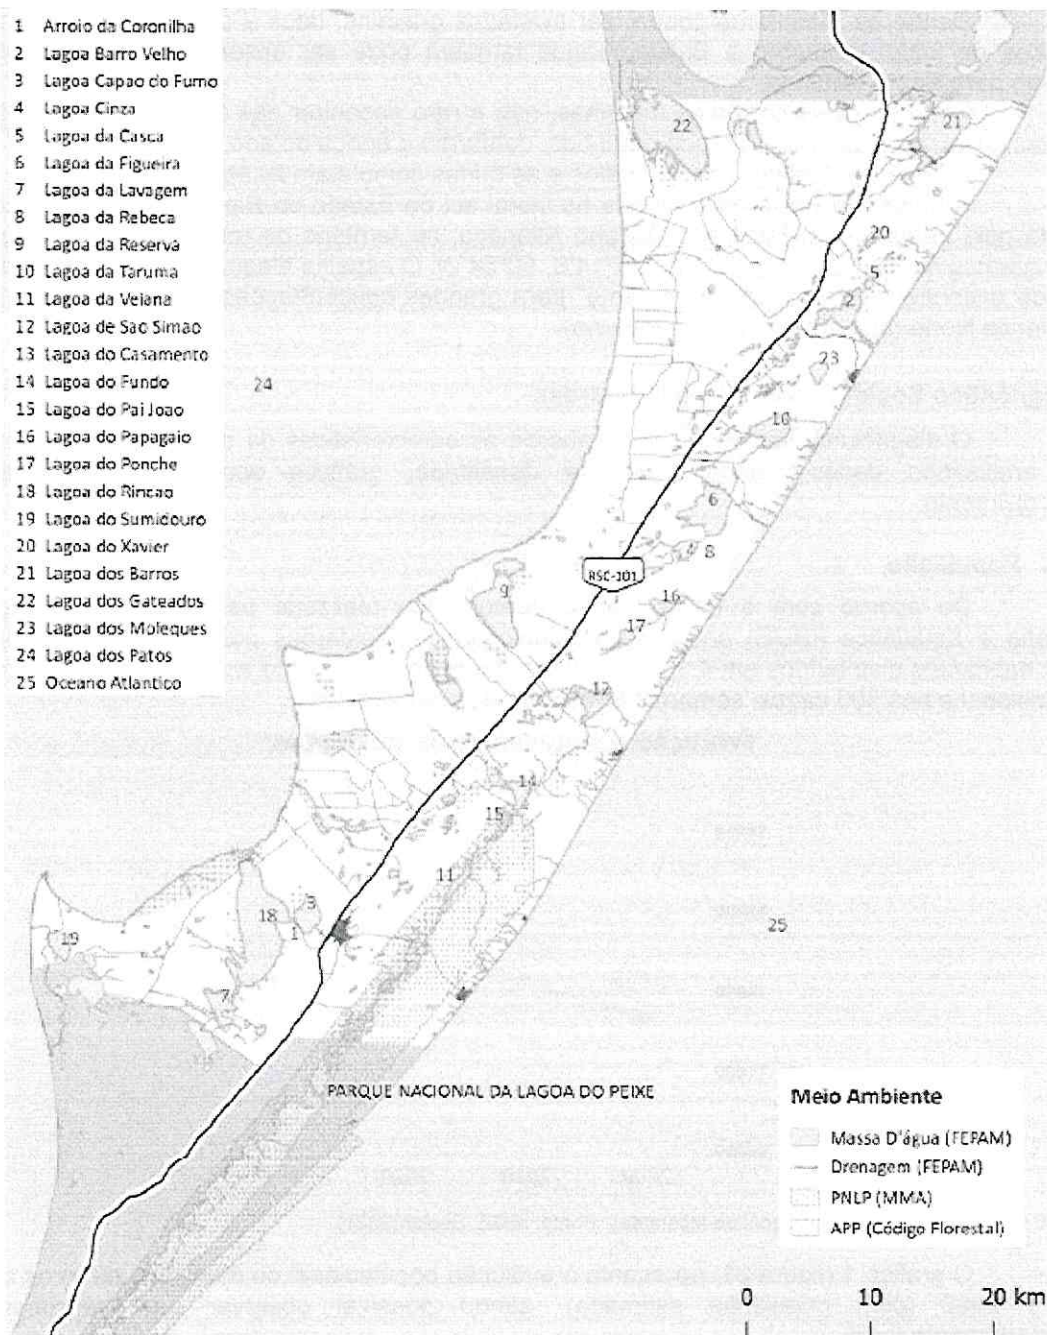 1 Arroio da Coronilha
2 Lagoa Barro Velho
3 Lagoa Capao do Fumo
4 Lagoa Cinza
5 Lagoa da Casca
6 Lagoa da Figueira
7 Lagoa da Lavagem
8 Lagoa da Rebeca
9 Lagoa da Reserva
10 Lagoa da Taruma
11 Lagoa da Veiana
12 Lagoa de Sao Simao
13 Lagoa do Casamento
14 Lagoa do Fundo
15 Lagoa do Pai Joao
16 Lagoa do Papagaio
17 Lagoa do Ponche
18 Lagoa do Rincao
19 Lagoa do Sumidouro
20 Lagoa do Xavier
21 Lagoa dos Barros
22 Lagoa dos Gateados
23 Lagoa dos Moleques
24 Lagoa dos Patos
25 Oceano Atlantico
22
21
20
5
2
23
24
10
6
4
8
RSC-101
9
16
17
12
14
15
11
3
18
1
25
19
7
PARQUE NACIONAL DA LAGOA DO PEIXE
Meio Ambiente
Massa D'água (FEPAM)
Drenagem (FEPAM)
PNLP (MMA)
APP (Código Florestal)
0 10 20 km